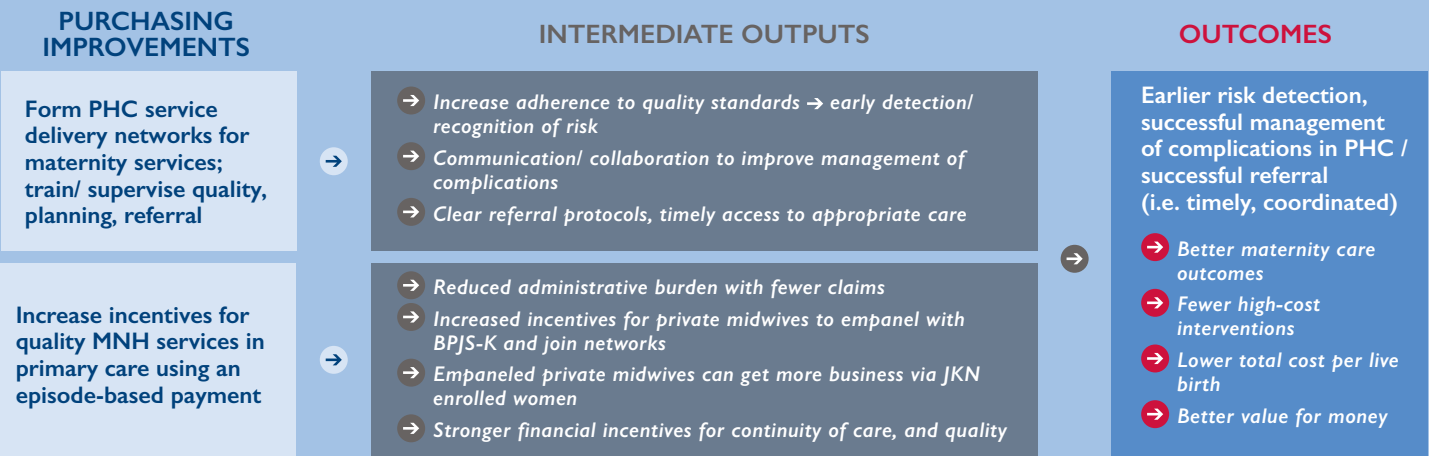 PURCHASING
IMPROVEMENTS
INTERMEDIATE OUTPUTS
OUTCOMES
Form PHC service
delivery networks for
maternity services;
train/ supervise quality,
planning, referral
➔
➔ Increase adherence to quality standards ➔ early detection/
recognition of risk
➔ Communication/ collaboration to improve management of
complications
➔ Clear referral protocols, timely access to appropriate care
Increase incentives for
quality MNH services in
primary care using an
episode-based payment
➔
➔ Reduced administrative burden with fewer claims
➔ Increased incentives for private midwives to empanel with
BPJS-K and join networks
➔ Empaneled private midwives can get more business via JKN
enrolled women
➔ Stronger financial incentives for continuity of care, and quality
➔
Earlier risk detection,
successful management
of complications in PHC /
successful referral
(i.e. timely, coordinated)
➔ Better maternity care
outcomes
➔ Fewer high-cost
interventions
➔ Lower total cost per live
birth
➔ Better value for money